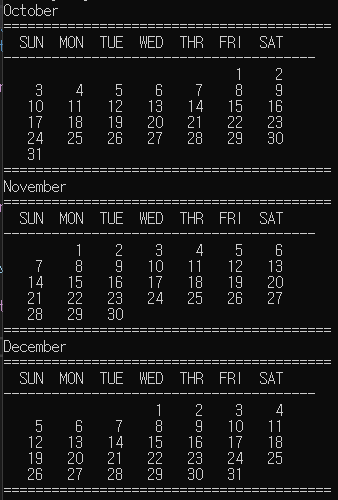 October
=========================================
SUN MON TUE WED THR FRI SAT
---------------------------------------
1 2
3 4 5 6 7 8 9
10 11 12 13 14 15 16
17 18 19 20 21 22 23
24 25 26 27 28 29 30
31
=========================================
November
=========================================
SUN MON TUE WED THR FRI SAT
---------------------------------------
1 2 3 4 5 6
7 8 9 10 11 12 13
14 15 16 17 18 19 20
21 22 23 24 25 26 27
28 29 30
=========================================
December
=========================================
SUN MON TUE WED THR FRI SAT
---------------------------------------
1 2 3 4
5 6 7 8 9 10 11
12 13 14 15 16 17 18
19 20 21 22 23 24 25
26 27 28 29 30 31
=========================================